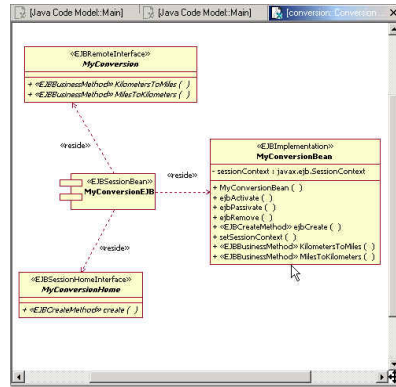 [Java Code Model::Main]
[Java Code Model::Main]
[conversion: Conversion
«EJBRemoteInterface»
MyConversion
+ «EJBBusinessMethod» KilometersToMiles ( )
+ «EJBBusinessMethod» MilesToKilometers ( )
«reside»
«EJBSessionBean»
MyConversionEJB
«reside»
«EJBImplementation»
MyConversionBean
- sessionContext : javax.ejb.SessionContext
+ MyConversionBean ( )
+ ejbActivate ( )
+ ejbPassivate ( )
+ ejbRemove ( )
+ «EJBCreateMethod» ejbCreate ( )
+ setSessionContext ( )
+ «EJBBusinessMethod» KilometersToMiles ( )
+ «EJBBusinessMethod» MilesToKilometers ( )
«reside»
«EJBSessionHomeInterface»
MyConversionHome
+ «EJBCreateMethod» create ( )